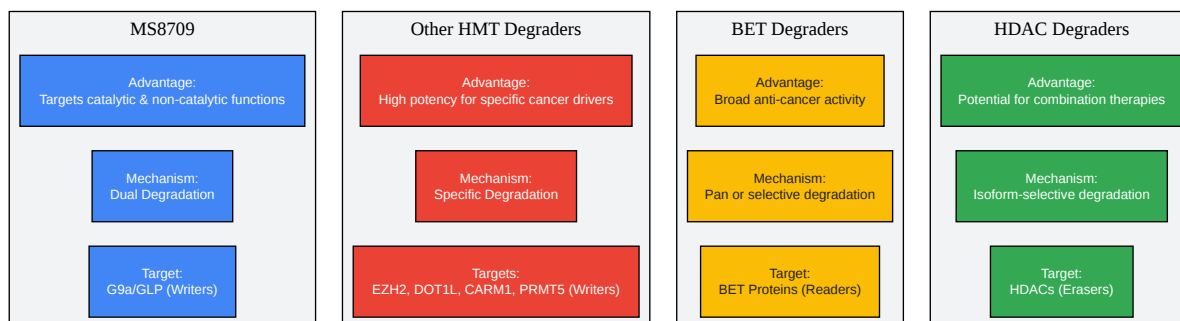 MS8709
Advantage:
Targets catalytic & non-catalytic functions
Mechanism:
Dual Degradation
Target:
G9a/GLP (Writers)
Other HMT Degraders
Advantage:
High potency for specific cancer drivers
Mechanism:
Specific Degradation
Targets:
EZH2, DOT1L, CARM1, PRMT5 (Writers)
BET Degraders
Advantage:
Broad anti-cancer activity
Mechanism:
Pan or selective degradation
Target:
BET Proteins (Readers)
HDAC Degraders
Advantage:
Potential for combination therapies
Mechanism:
Isoform-selective degradation
Target:
HDACs (Erasers)